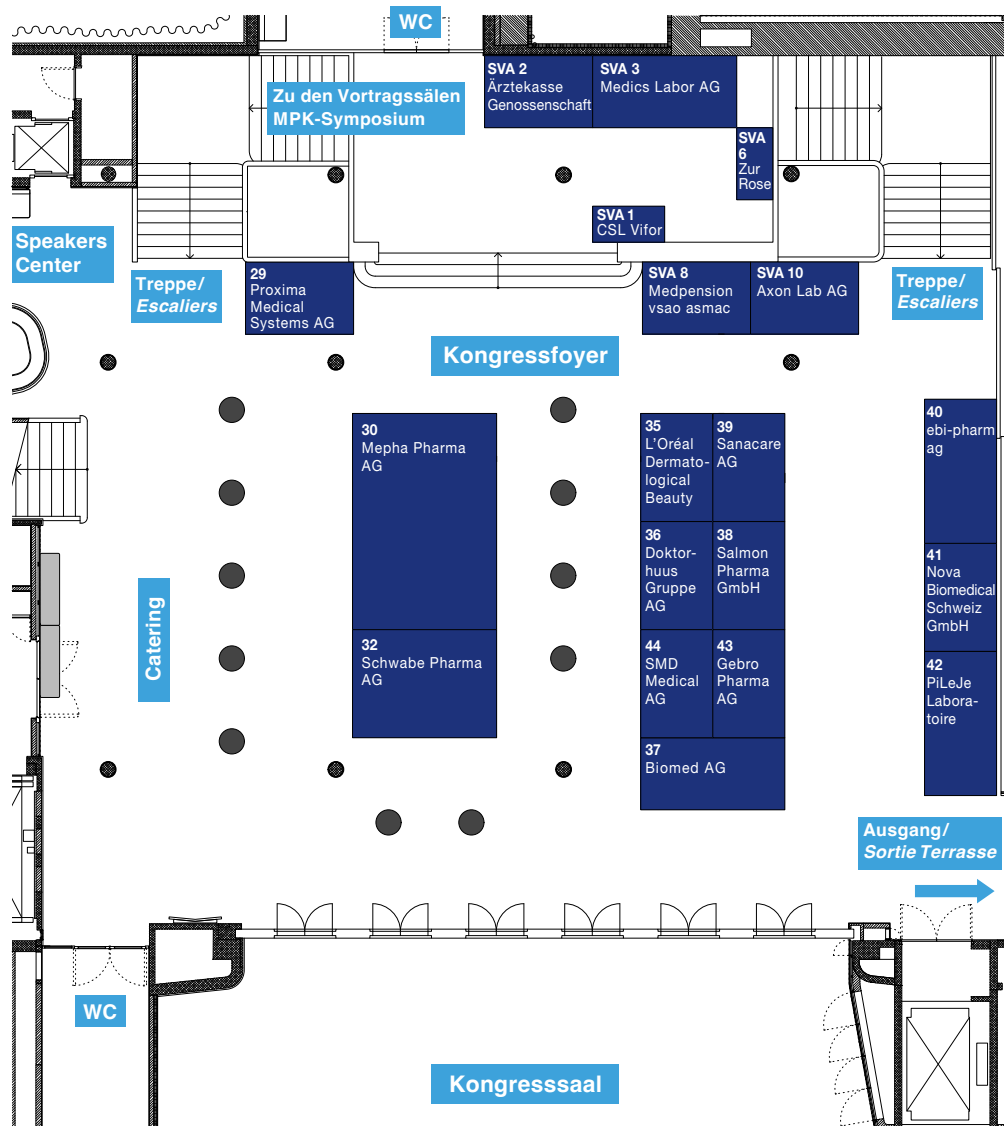 WC
SVA 2
Ärztekasse
Genossenschaft
SVA 3
Medics Labor AG
Zu den Vortragssälen
MPK-Symposium
SVA
6
Zur
Rose
SVA 1
CSL Vifor
Speakers
Center
Treppe/
Escaliers
29
Proxima
Medical
Systems AG
SVA 8
Medpension
vsao asmac
SVA 10
Axon Lab AG
Treppe/
Escaliers
Kongressfoyer
30
Mepha Pharma
AG
35
L’Oréal
Dermato-
logical
Beauty
39
Sanacare
AG
40
ebi-pharm
ag
36
Doktor-
huus
Gruppe
AG
38
Salmon
Pharma
GmbH
41
Nova
Biomedical
Schweiz
GmbH
Catering
32
Schwabe Pharma
AG
44
SMD
Medical
AG
43
Gebro
Pharma
AG
42
PiLeJe
Labora-
toire
37
Biomed AG
Ausgang/
Sortie Terrasse
WC
Kongresssaal